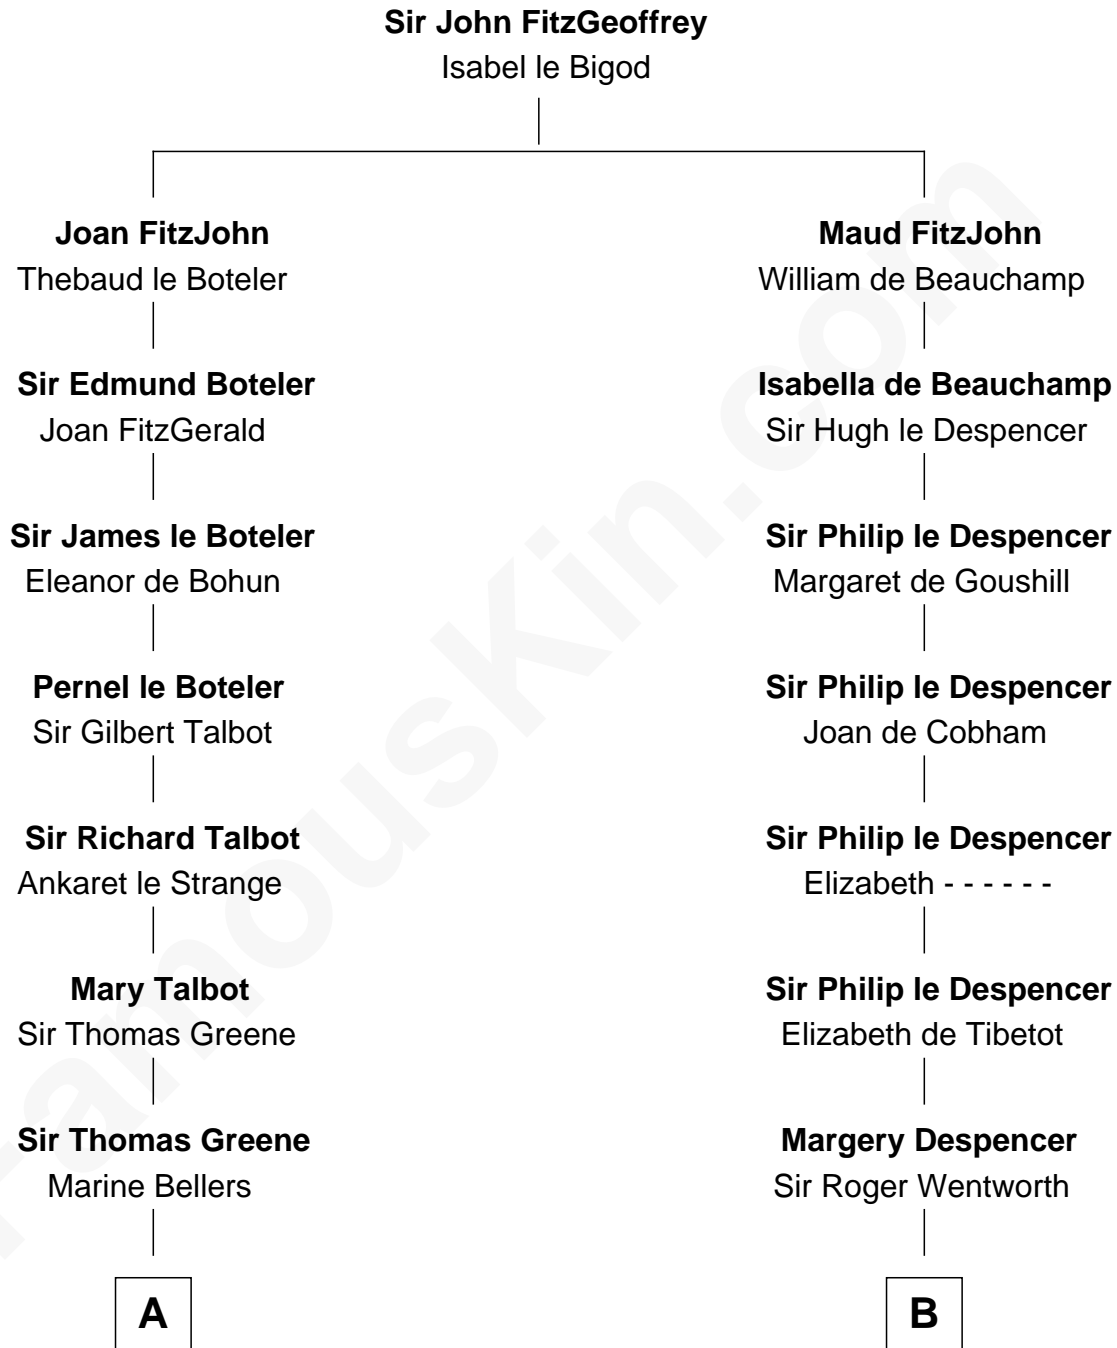 Sir John FitzGeoffrey
Isabel le Bigod
Joan FitzJohn
Thebaud le Boteler
Maud FitzJohn
William de Beauchamp
Sir Edmund Boteler
Joan FitzGerald
Isabella de Beauchamp
Sir Hugh le Despencer
Sir James le Boteler
Eleanor de Bohun
Sir Philip le Despencer
Margaret de Goushill
Pernel le Boteler
Sir Gilbert Talbot
Sir Philip le Despencer
Joan de Cobham
Sir Richard Talbot
Ankaret le Strange
Sir Philip le Despencer
Elizabeth - - - - - -
Mary Talbot
Sir Thomas Greene
Sir Philip le Despencer
Elizabeth de Tibetot
Sir Thomas Greene
Marine Bellers
Margery Despencer
Sir Roger Wentworth
A
B
FamousKin.com